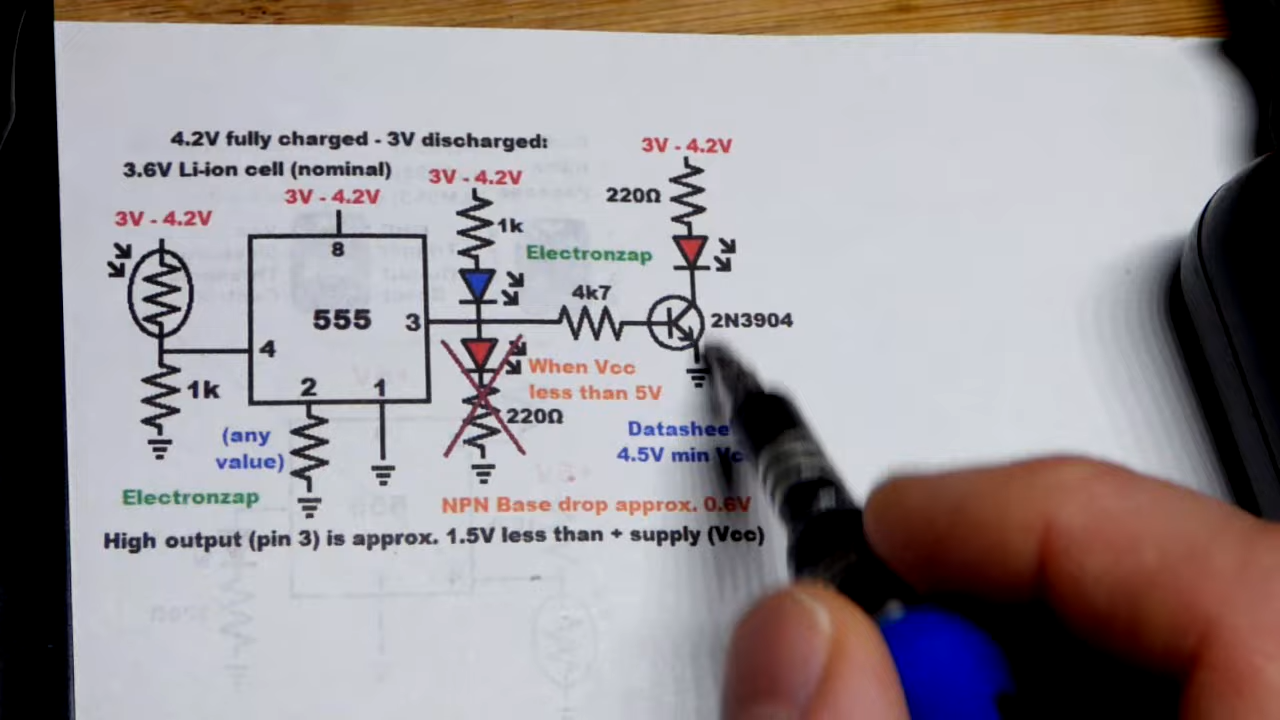 4.2V fully charged - 3V discharged:
3.6V Li-ion cell (nominal)
3V - 4.2V
3V - 4.2V
3V - 4.2V
3V - 4.2V
220Ω
8
1k
Electronzap
4k7
555
3
2N3904
4
1k
2
1
When Vcc
less than 5V
220Ω
(any
value)
4.5V min
Electronzap
NPN Base drop approx. 0.6V
High output (pin 3) is approx. 1.5V less than + supply (Vcc)